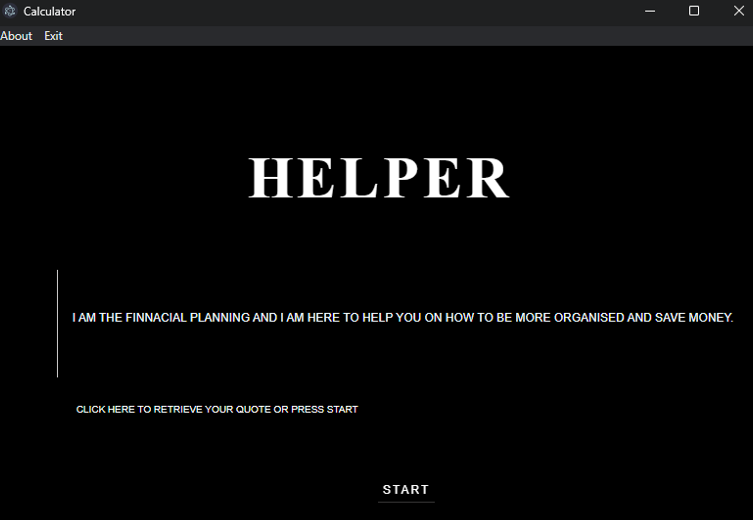 Calculator
About Exit
HELPER
I AM THE FINNACIAL PLANNING AND I AM HERE TO HELP YOU ON HOW TO BE MORE ORGANISED AND SAVE MONEY.
CLICK HERE TO RETRIEVE YOUR QUOTE OR PRESS START
START